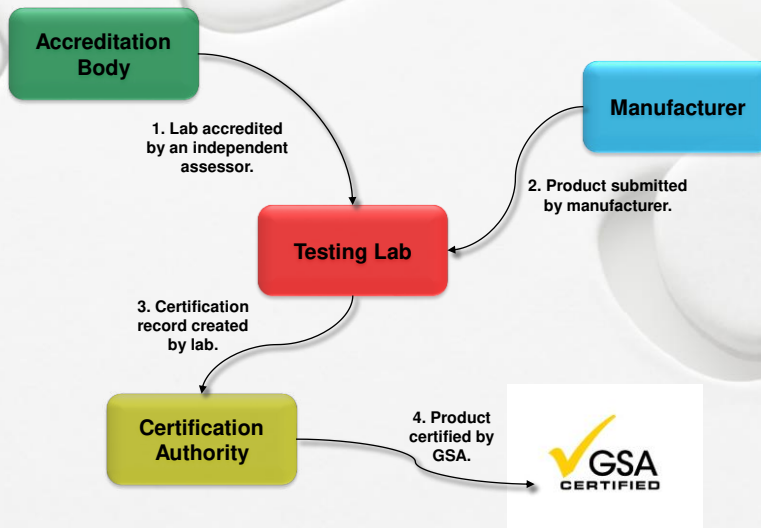 Accreditation
Body
1. Lab accredited
by an independent
assessor.
Manufacturer
2. Product submitted
by manufacturer.
Testing Lab
3. Certification
record created
by lab.
Certification
Authority
4. Product
certified by
GSA.
GSA
CERTIFIED